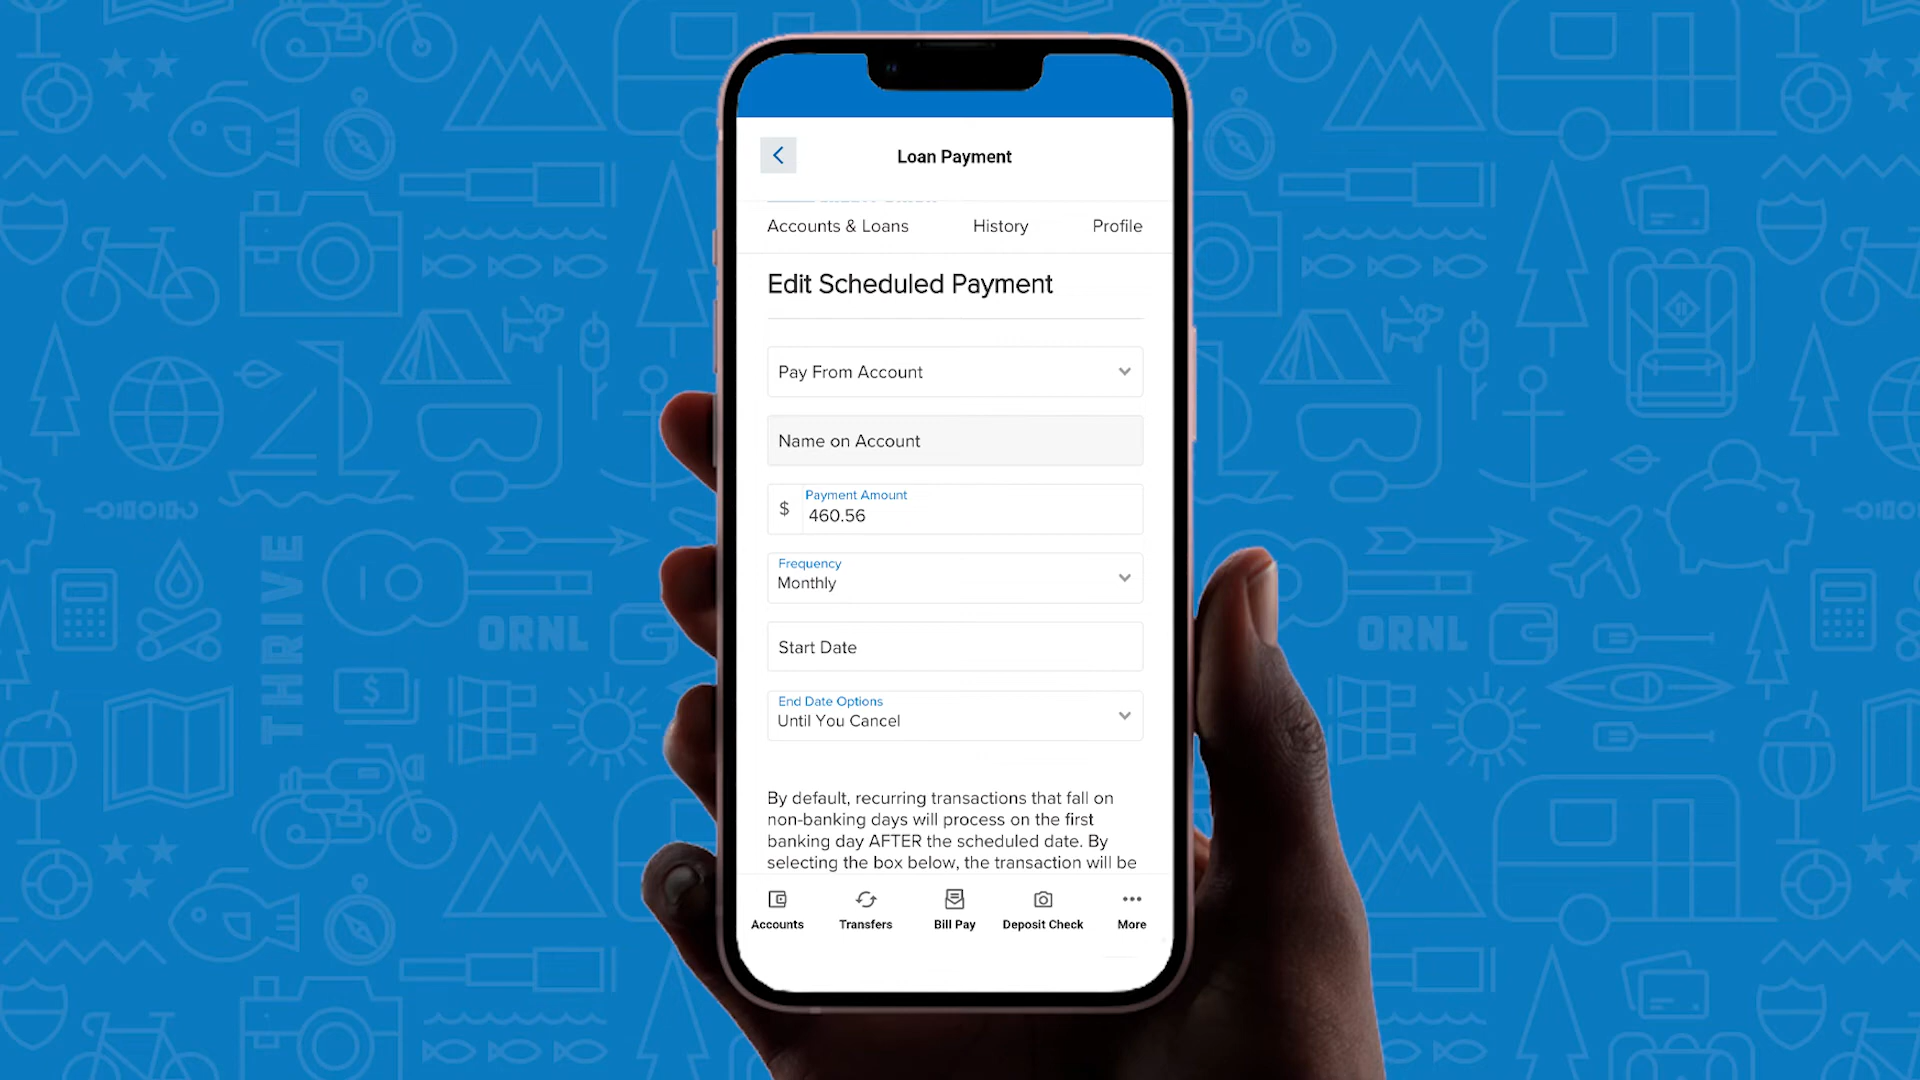 Loan Payment
Accounts & Loans History Profile
Edit Scheduled Payment
Pay From Account
Name on Account
Payment Amount
$ 460.56
Frequency
Monthly
Start Date
End Date Options
Until You Cancel
By default, recurring transactions that fall on
non-banking days will process on the first
banking day AFTER the scheduled date. By
selecting the box below, the transaction will be
Accounts Transfers Bill Pay Deposit Check More
THRIVE
ORNL
$
ORNL